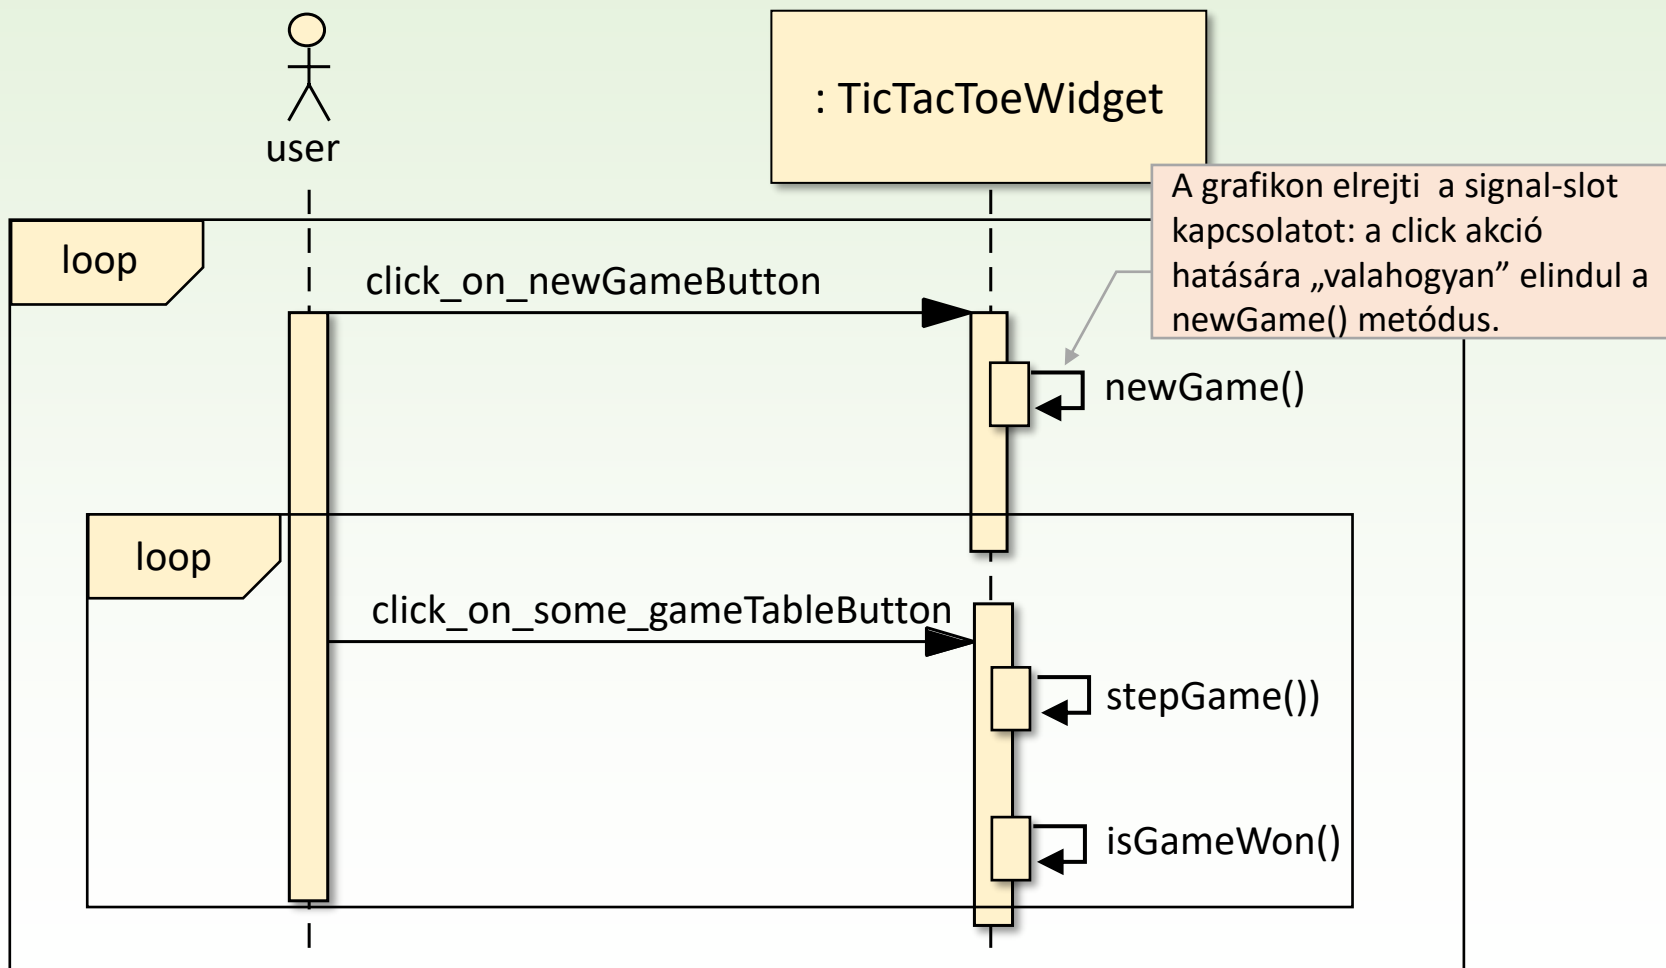 user
: TicTacToeWidget
A grafikon elrejti  a signal-slot
kapcsolatot: a click akció
hatására „valahogyan” elindul a
newGame() metódus.
loop
click_on_newGameButton
newGame()
loop
click_on_some_gameTableButton
stepGame())
isGameWon()